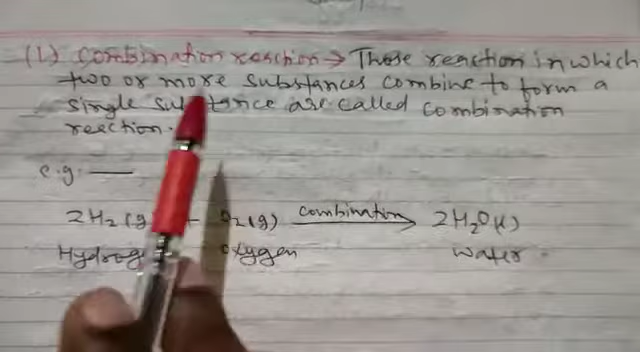 (1) combination reaction → Those reaction in which
two or more substances combine to form a
single substance are called combination
reaction.
e.g. —
2H₂(g + O₂(g) combination → 2H₂O(l)
Hydrog oxygen water.